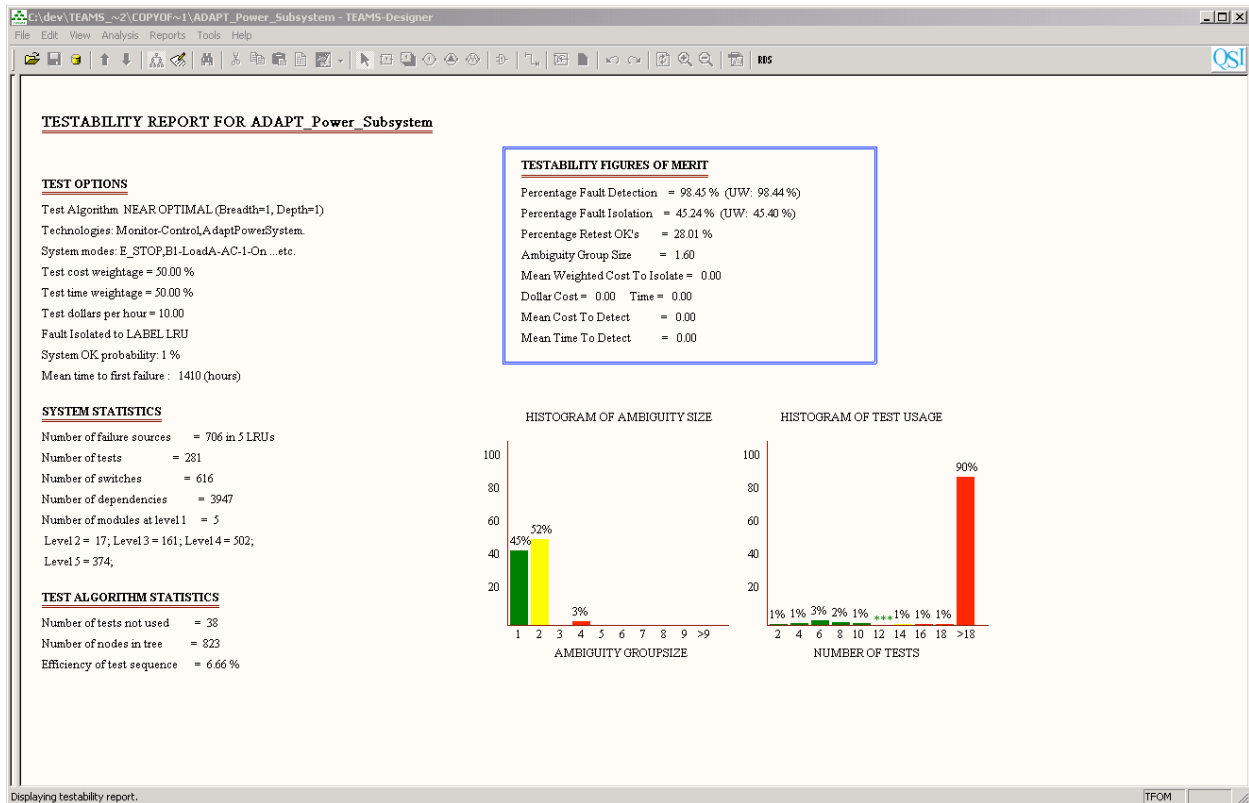 C:\dev\TEAMS_~2\COPYOF~1\ADAPT_Power_Subsystem - TEAMS-Designer
File Edit View Analysis Reports Tools Help
RDS
QSI
TESTABILITY REPORT FOR ADAPT_Power_Subsystem
TEST OPTIONS
Test Algorithm NEAR OPTIMAL (Breadth=1, Depth=1)
Technologies: Monitor-Control,AdaptPowerSystem.
System modes: E_STOP,B1-LoadA-AC-1-On ...etc.
Test cost weightage = 50.00 %
Test time weightage = 50.00 %
Test dollars per hour = 10.00
Fault Isolated to LABEL LRU
System OK probability: 1 %
Mean time to first failure : 1410 (hours)
SYSTEM STATISTICS
Number of failure sources = 706 in 5 LRUs
Number of tests = 281
Number of switches = 616
Number of dependencies = 3947
Number of modules at level 1 = 5
Level 2 = 17; Level 3 = 161; Level 4 = 502;
Level 5 = 374;
TEST ALGORITHM STATISTICS
Number of tests not used = 38
Number of nodes in tree = 823
Efficiency of test sequence = 6.66 %
TESTABILITY FIGURES OF MERIT
Percentage Fault Detection = 98.45 % (UW: 98.44 %)
Percentage Fault Isolation = 45.24 % (UW: 45.40 %)
Percentage Retest OK's = 28.01 %
Ambiguity Group Size = 1.60
Mean Weighted Cost To Isolate = 0.00
Dollar Cost = 0.00 Time = 0.00
Mean Cost To Detect = 0.00
Mean Time To Detect = 0.00
HISTOGRAM OF AMBIGUITY SIZE
100
80
60
40
20
45% 52% 3%
1 2 3 4 5 6 7 8 9 >9
AMBIGUITY GROUPSIZE
HISTOGRAM OF TEST USAGE
100
80
60
40
20
90%
1% 1% 3% 2% 1% *** 1% 1% 1%
2 4 6 8 10 12 14 16 18 >18
NUMBER OF TESTS
Displaying testability report.
TFOM